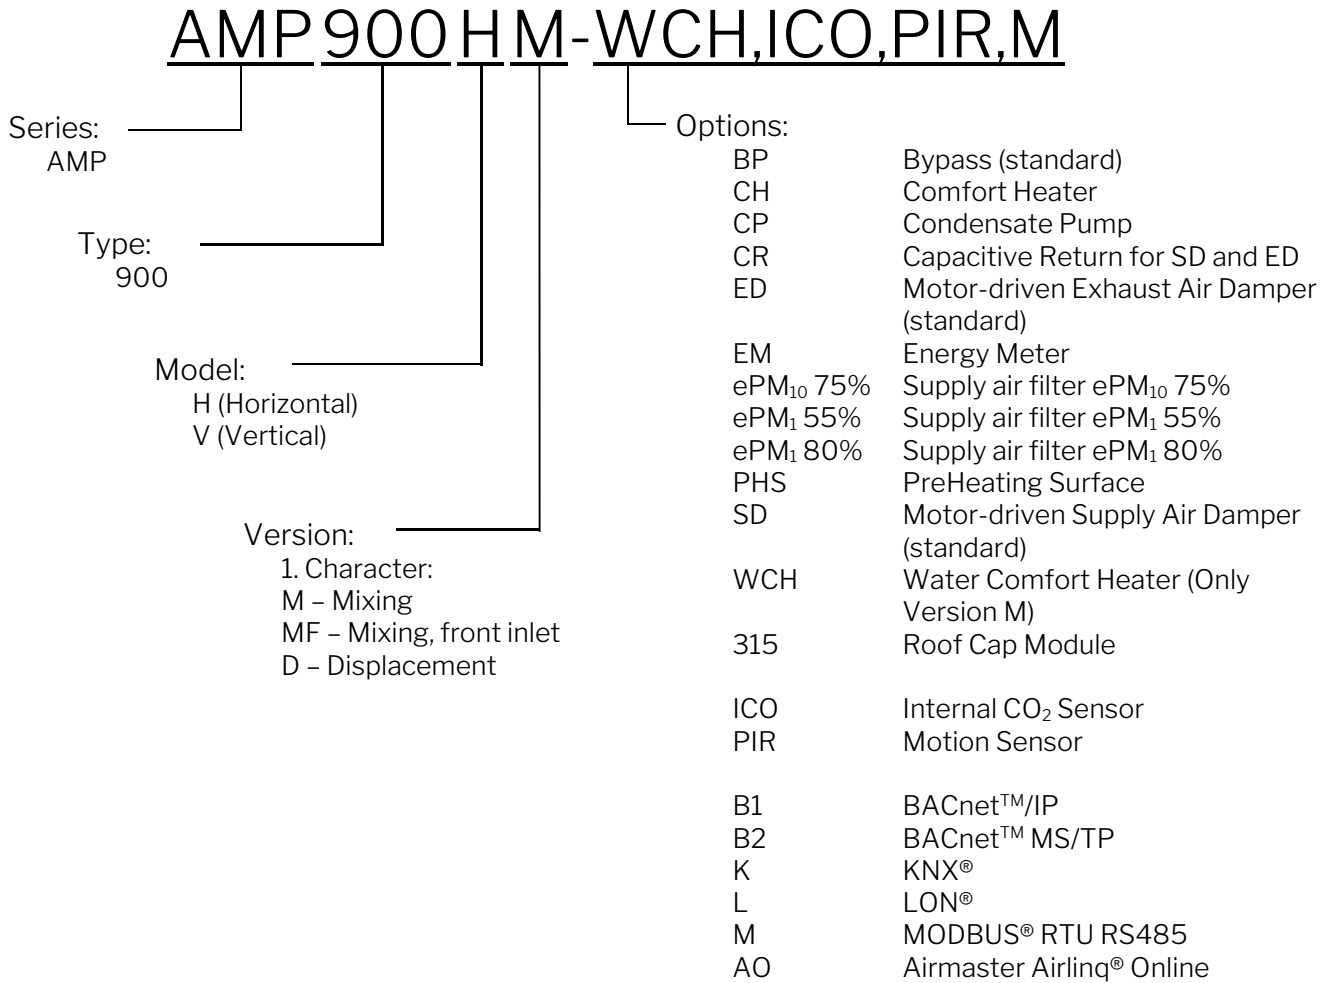 AMP900HM-WCH,ICO,PIR,M
Series:
AMP
Type:
900
Model:
H (Horizontal)
V (Vertical)
Version:
1. Character:
M – Mixing
MF – Mixing, front inlet
D – Displacement
Options:
BP Bypass (standard)
CH Comfort Heater
CP Condensate Pump
CR Capacitive Return for SD and ED
ED Motor-driven Exhaust Air Damper
(standard)
EM Energy Meter
ePM₁₀ 75% Supply air filter ePM₁₀ 75%
ePM₁ 55% Supply air filter ePM₁ 55%
ePM₁ 80% Supply air filter ePM₁ 80%
PHS PreHeating Surface
SD Motor-driven Supply Air Damper
(standard)
WCH Water Comfort Heater (Only
Version M)
315 Roof Cap Module
ICO Internal CO₂ Sensor
PIR Motion Sensor
B1 BACnet™/IP
B2 BACnet™ MS/TP
K KNX®
L LON®
M MODBUS® RTU RS485
AO Airmaster Airlinq® Online